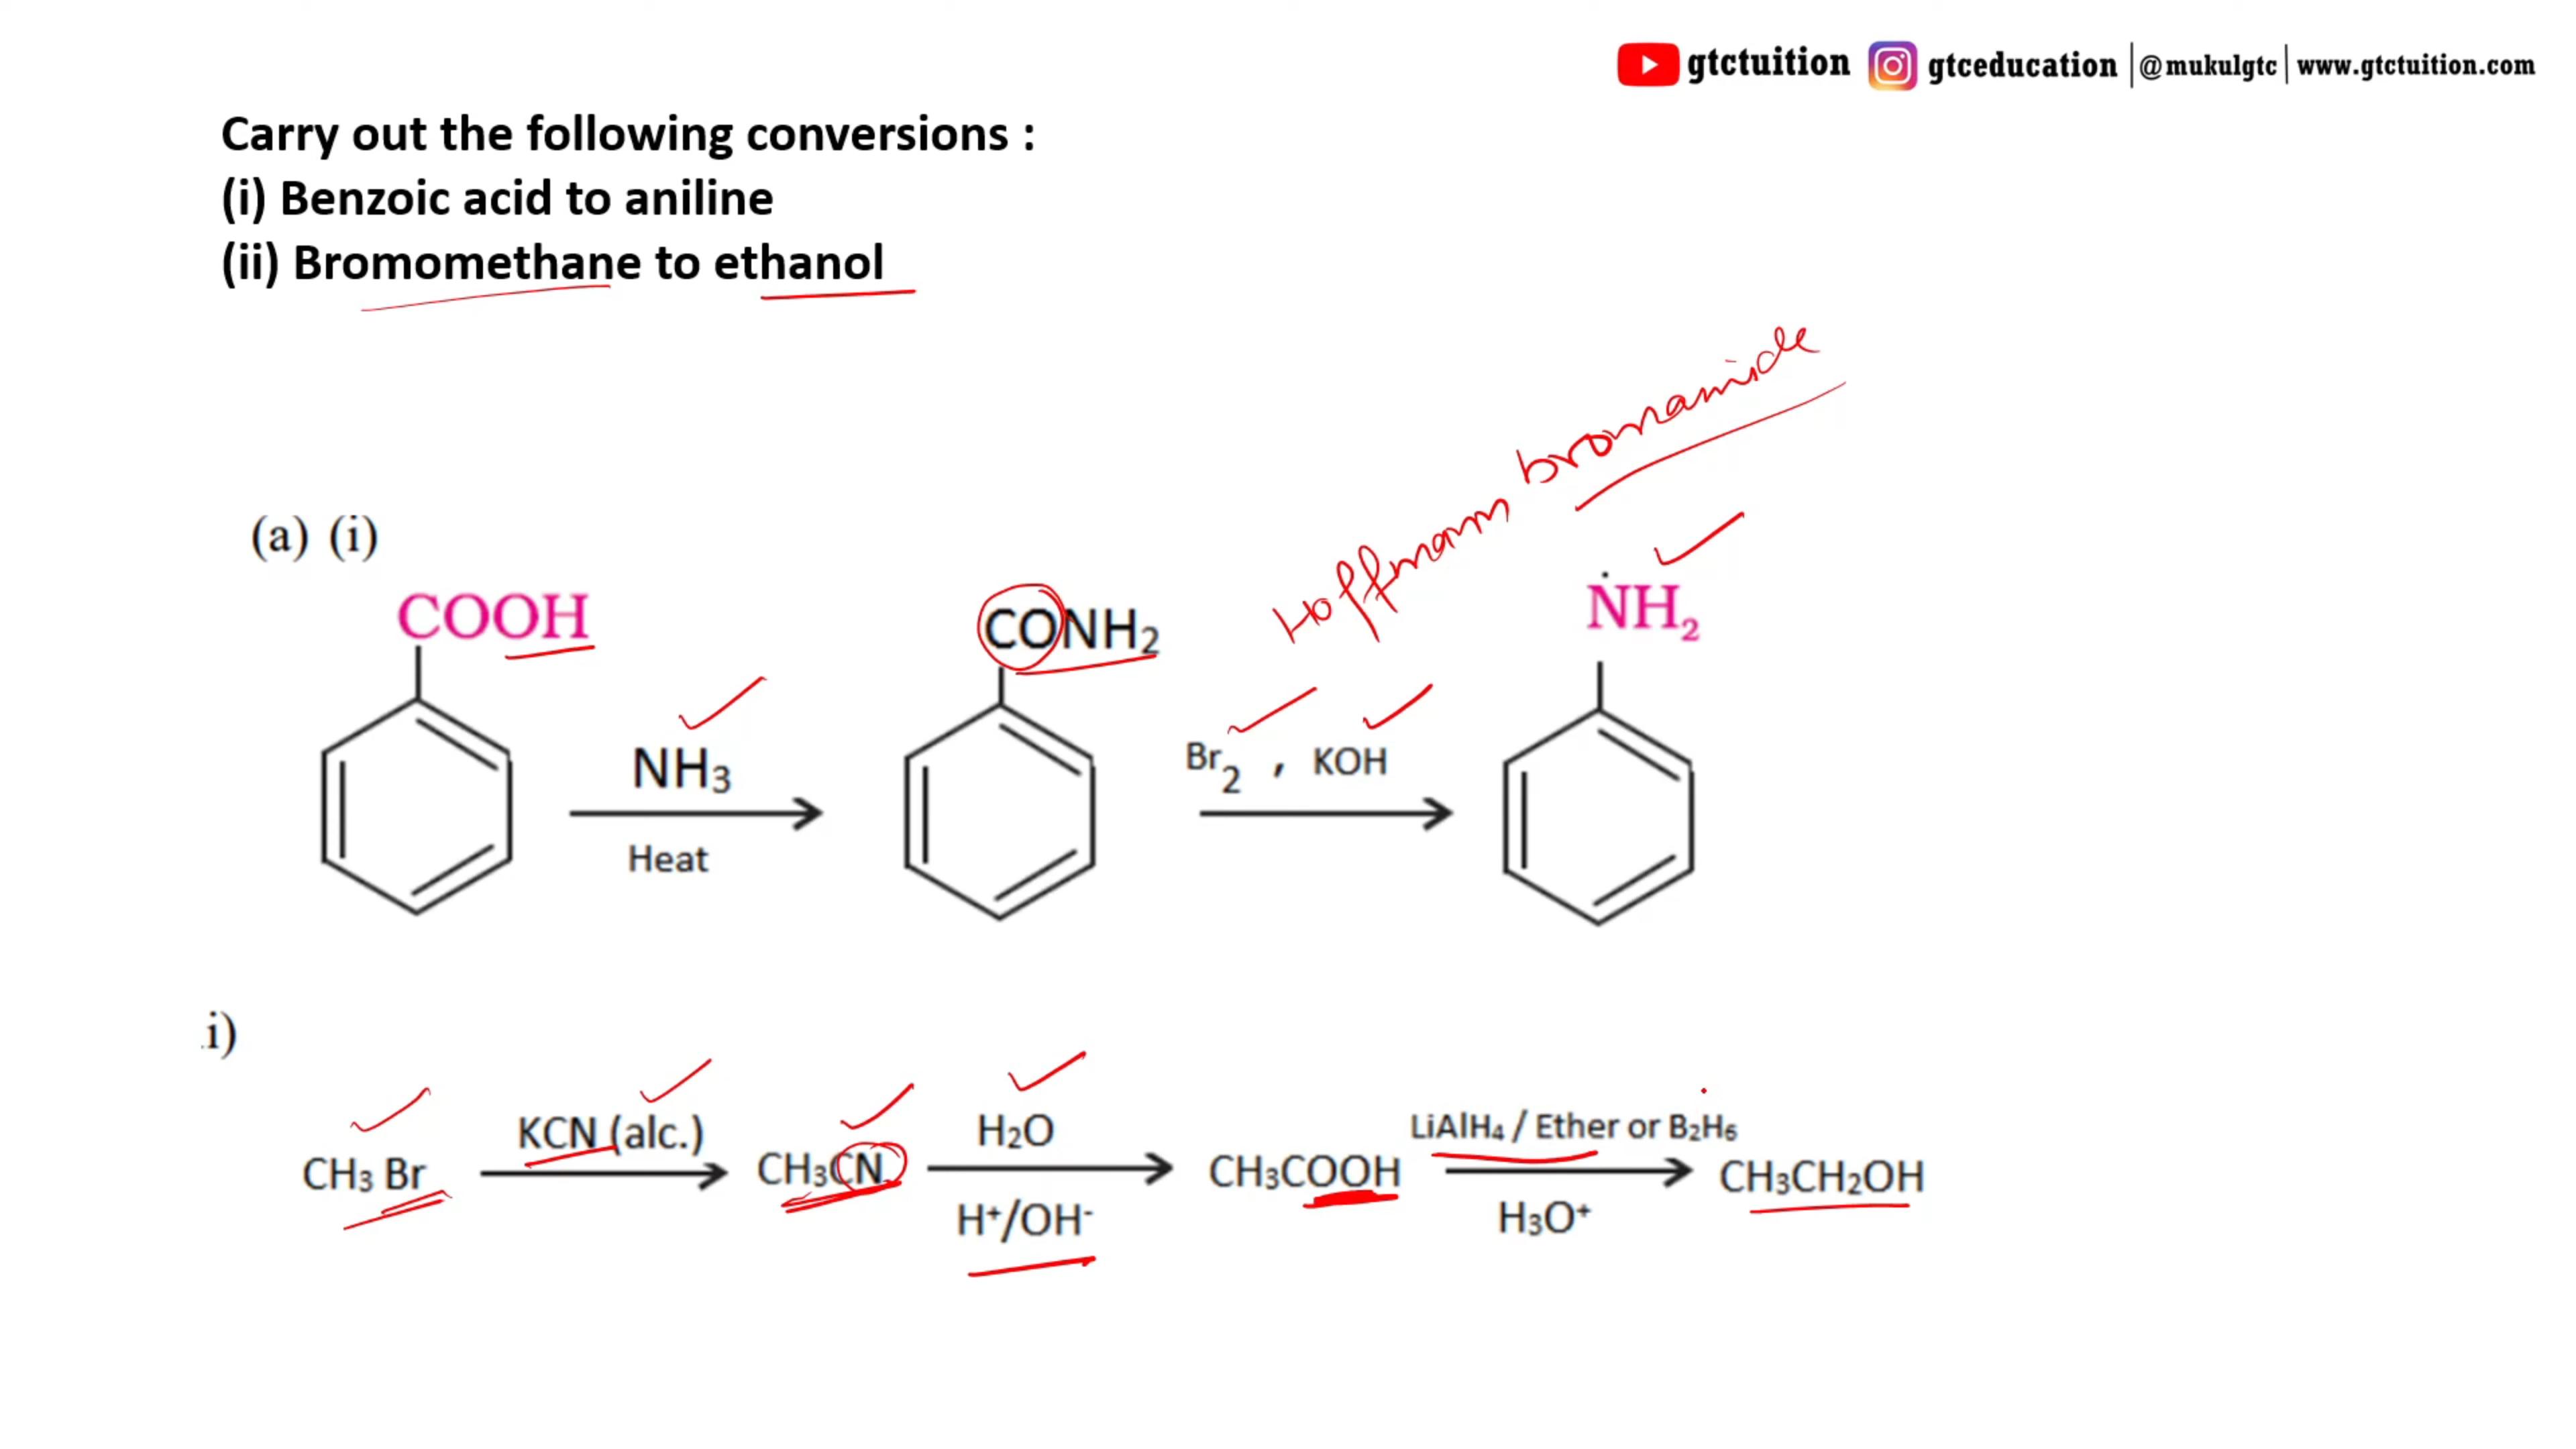 gtctuition gtceducation | @mukulgtc | www.gtctuition.com
Carry out the following conversions :
(i) Benzoic acid to aniline
(ii) Bromomethane to ethanol
Hoffmann bromamide
(a) (i)
COOH
CONH₂
NH₂
NH₃
Heat
Br₂ , KOH
i)
CH₃ Br
KCN (alc.)
CH₃CN
H₂O
H⁺/OH⁻
CH₃COOH
LiAlH₄ / Ether or B₂H₆
H₃O⁺
CH₃CH₂OH